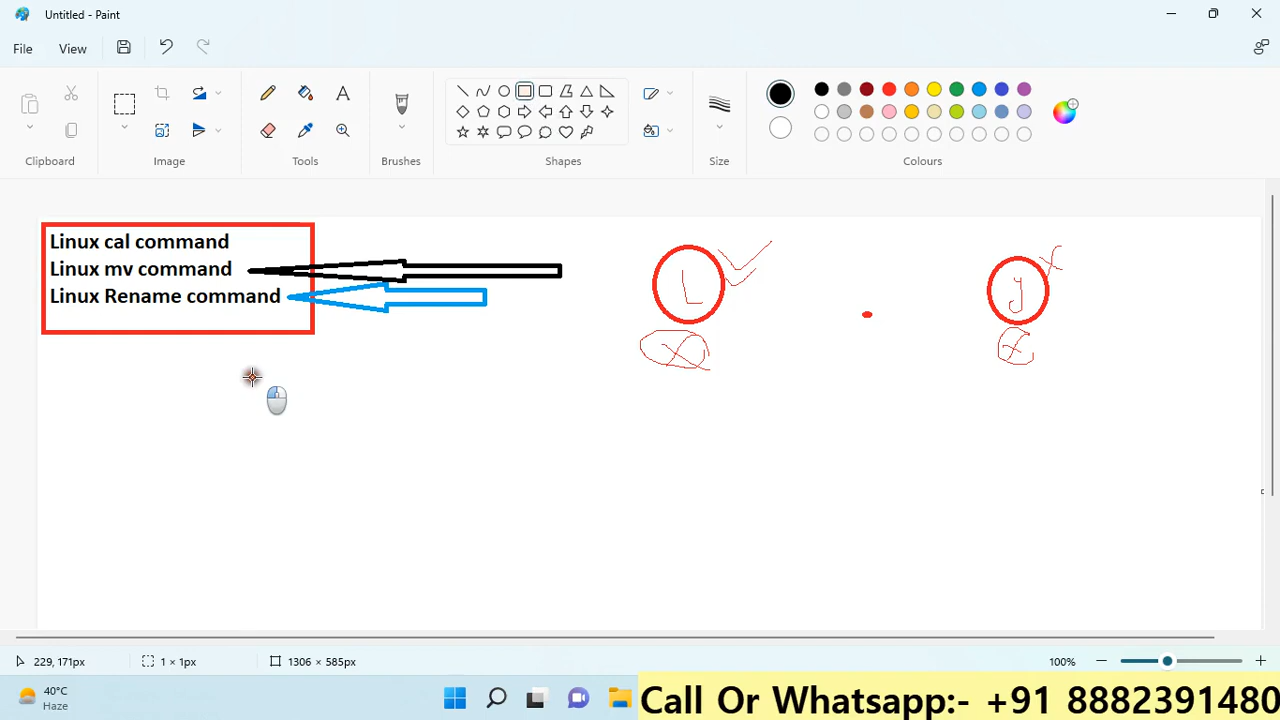 Untitled - Paint
File View
Clipboard Image Tools Brushes Shapes Size Colours
Linux cal command
Linux mv command
Linux Rename command
L
y
229, 171px 1 × 1px 1306 × 585px 100%
40°C
Haze
Call Or Whatsapp:- +91 8882391480